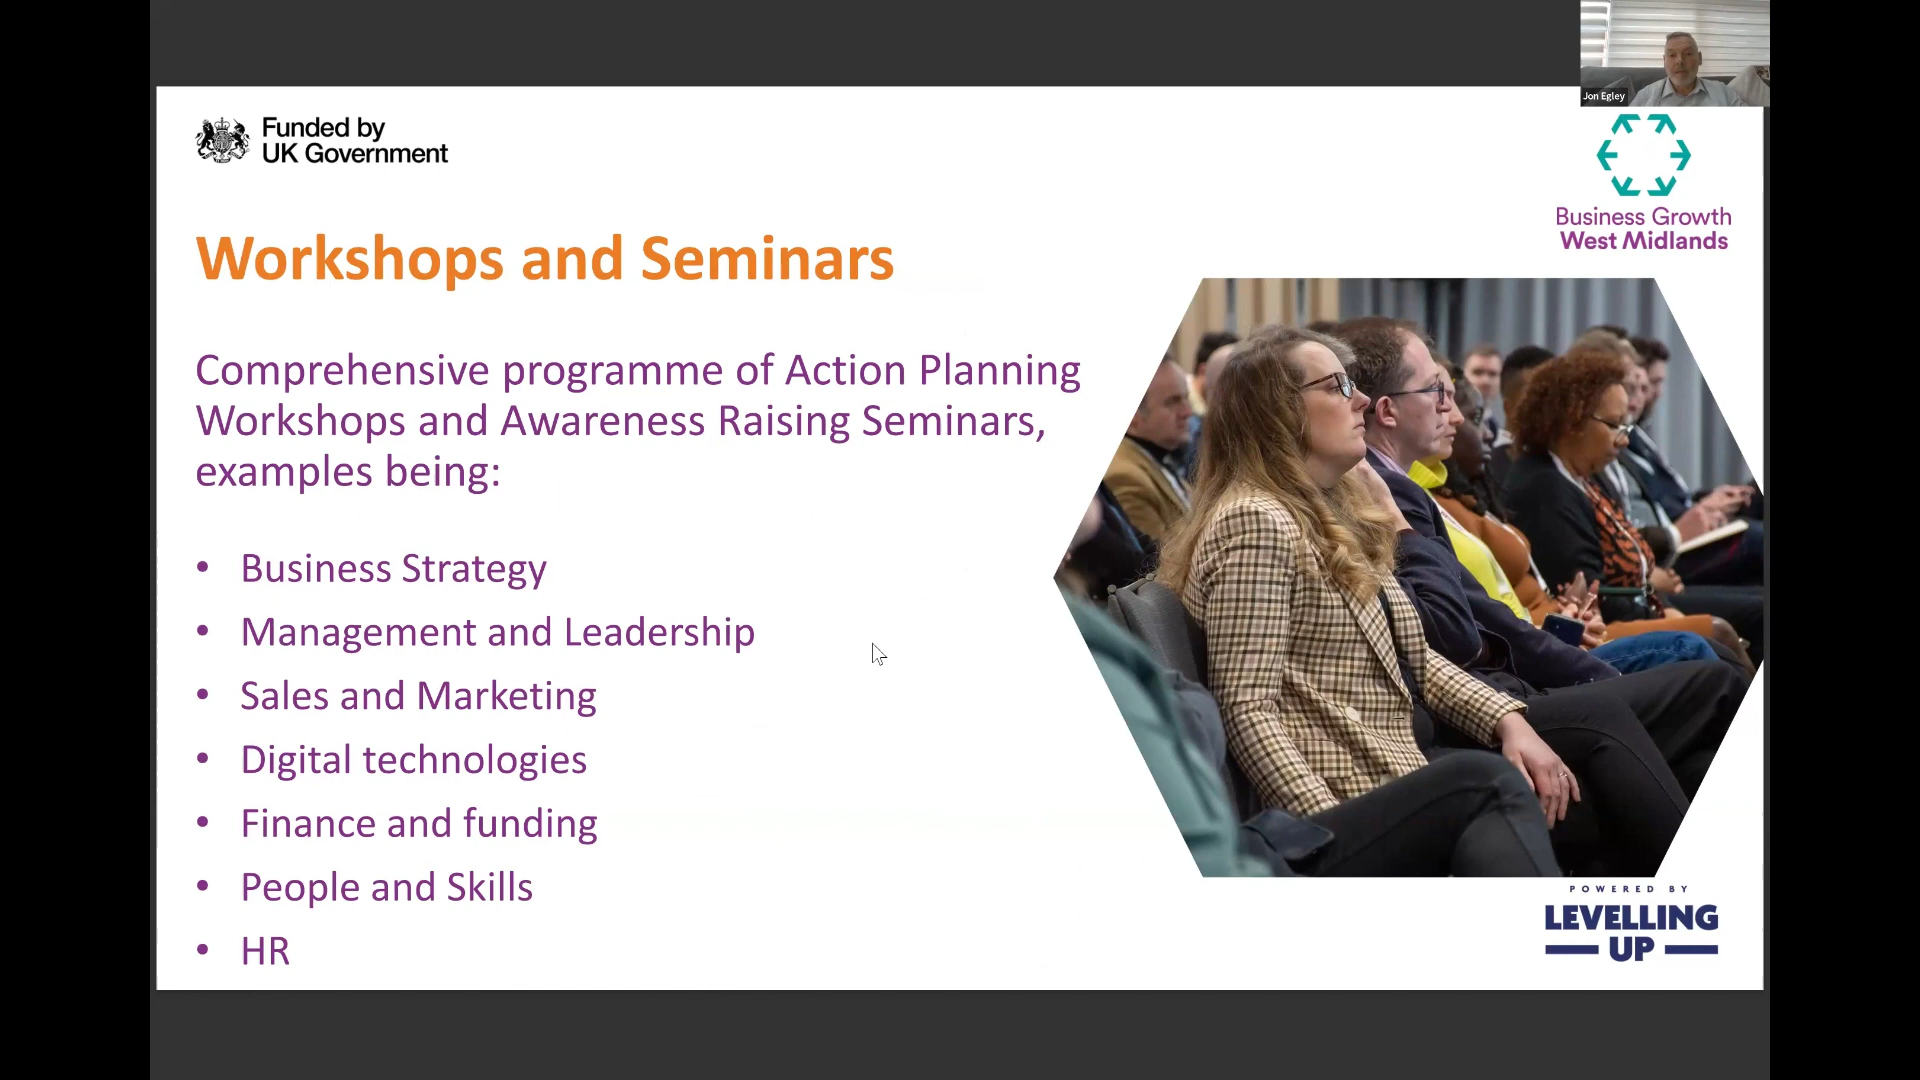 Jon Egley
Funded by
UK Government
Business Growth
West Midlands
Workshops and Seminars
Comprehensive programme of Action Planning
Workshops and Awareness Raising Seminars,
examples being:
• Business Strategy
• Management and Leadership
• Sales and Marketing
• Digital technologies
• Finance and funding
• People and Skills
• HR
POWERED BY
LEVELLING
UP